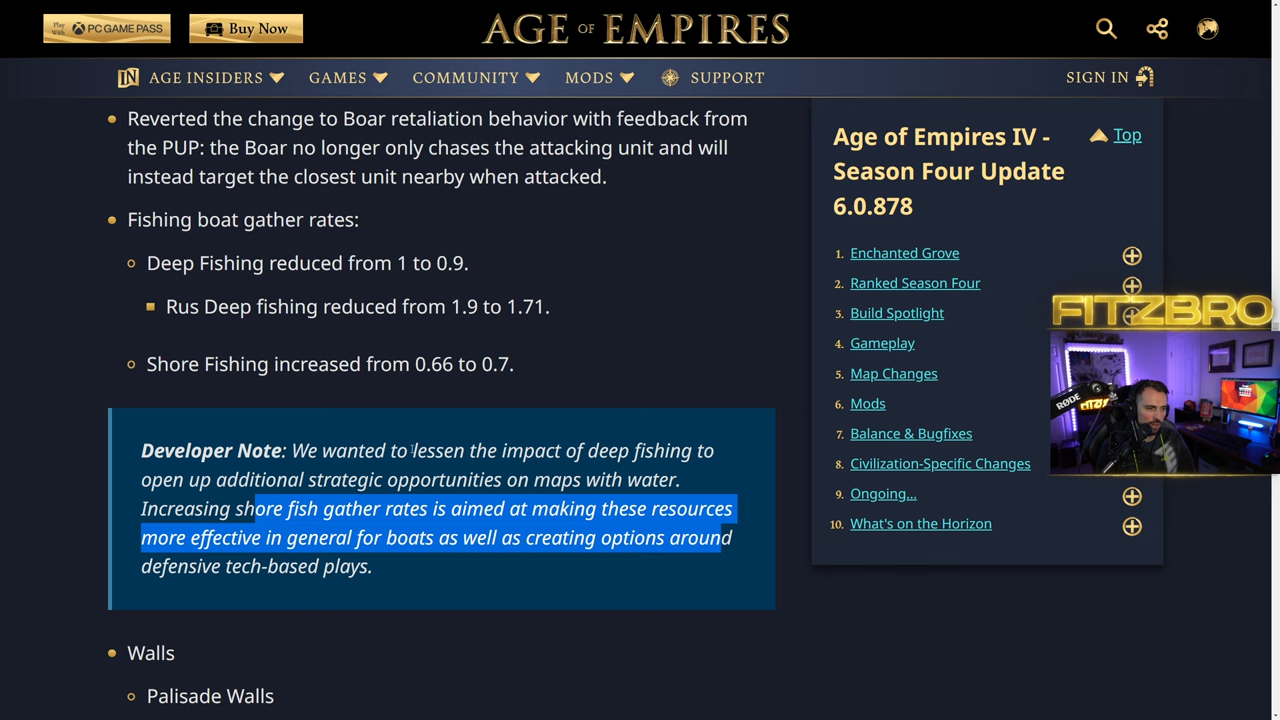 Play With
XBOX PC GAME PASS
Buy Now
AGE OF EMPIRES
IN AGE INSIDERS
GAMES
COMMUNITY
MODS
SUPPORT
SIGN IN
Reverted the change to Boar retaliation behavior with feedback from
the PUP: the Boar no longer only chases the attacking unit and will
instead target the closest unit nearby when attacked.
Fishing boat gather rates:
Deep Fishing reduced from 1 to 0.9.
Rus Deep fishing reduced from 1.9 to 1.71.
Shore Fishing increased from 0.66 to 0.7.
Developer Note: We wanted to lessen the impact of deep fishing to
open up additional strategic opportunities on maps with water.
Increasing shore fish gather rates is aimed at making these resources
more effective in general for boats as well as creating options around
defensive tech-based plays.
Walls
Palisade Walls
Age of Empires IV -
Season Four Update
6.0.878
Top
1. Enchanted Grove
2. Ranked Season Four
3. Build Spotlight
4. Gameplay
5. Map Changes
6. Mods
7. Balance & Bugfixes
8. Civilization-Specific Changes
9. Ongoing...
10. What's on the Horizon
FITZBRO
RØDE